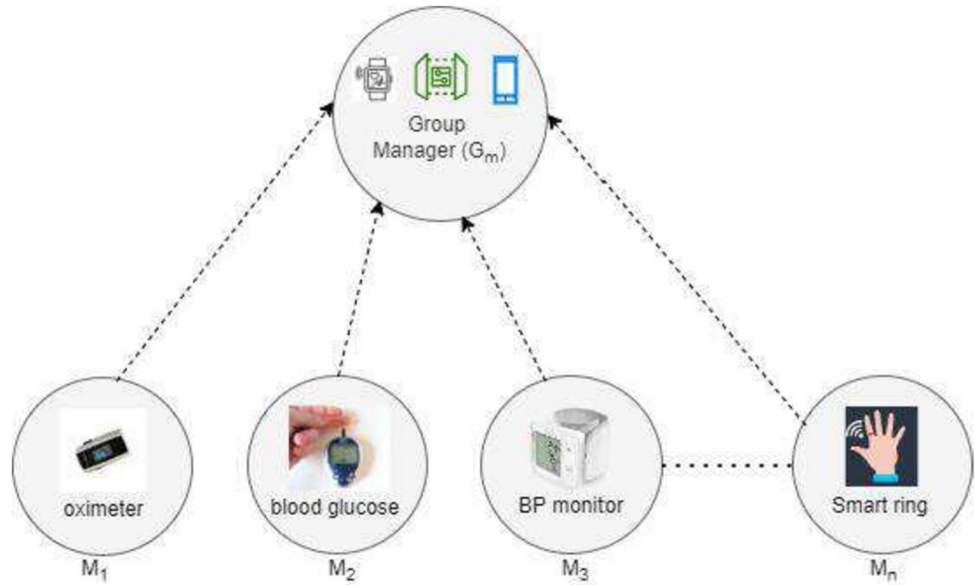 Group
Manager (Gₘ)
oximeter
blood glucose
BP monitor
Smart ring
M₁
M₂
M₃
Mₙ